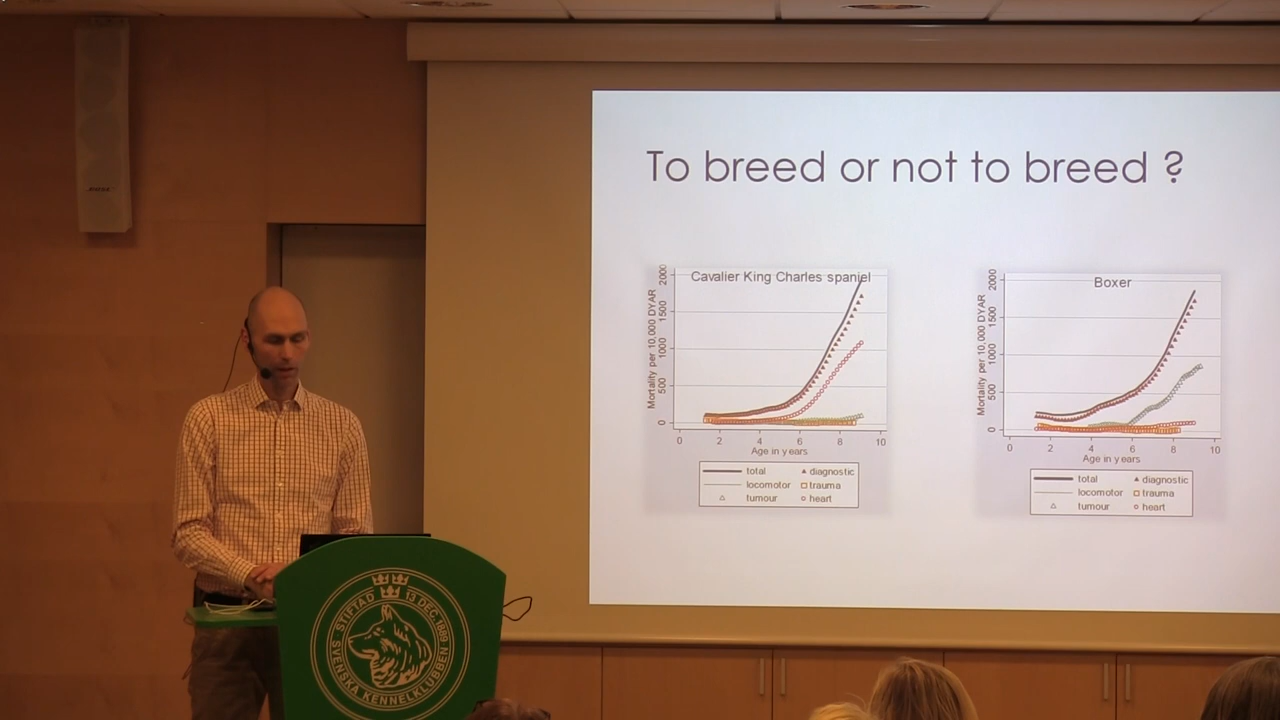 BOSE
To breed or not to breed ?
Cavalier King Charles spaniel
Mortality per 10,000 DYAR
0 500 1000 1500 2000
0 2 4 6 8 10
Age in years
total diagnostic
locomotor trauma
tumour heart
Boxer
Mortality per 10,000 DYAR
0 500 1000 1500 2000
0 2 4 6 8 10
Age in years
total diagnostic
locomotor trauma
tumour heart
STIFTAD 13 DEC. 1889
SVENSKA KENNELKLUBBEN